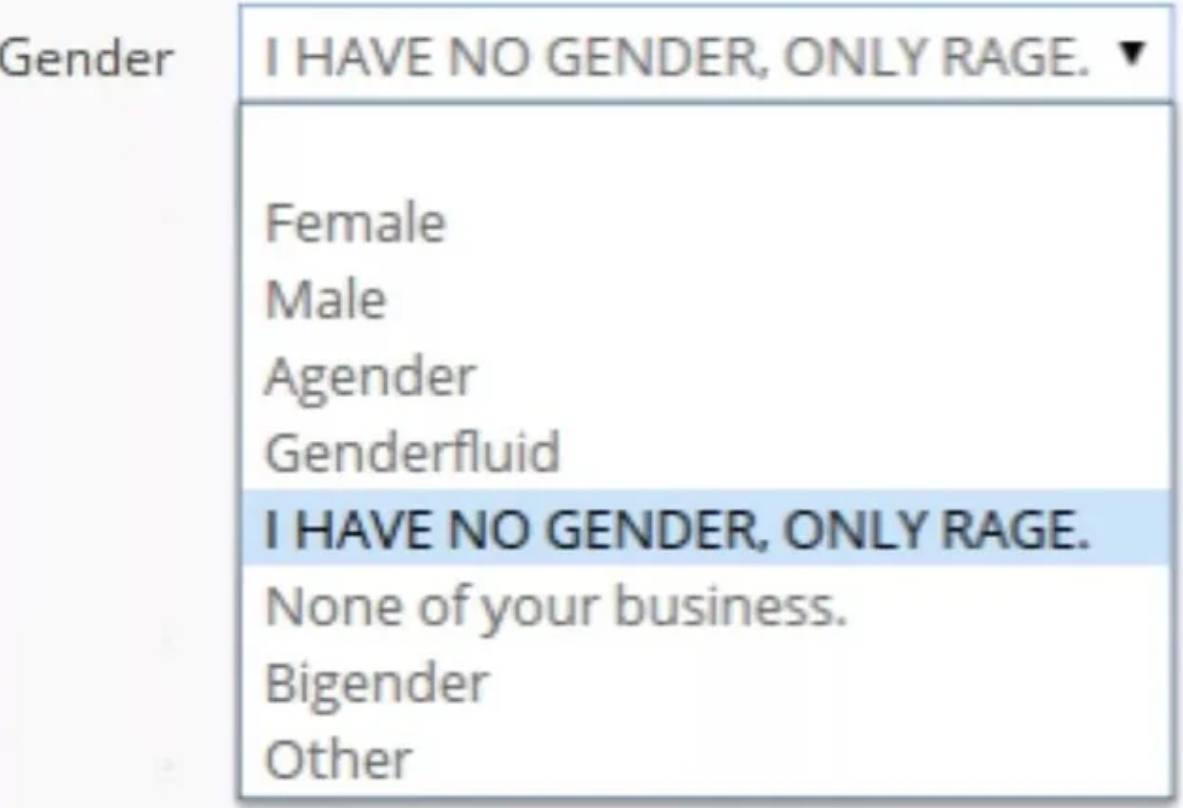 Gender
I HAVE NO GENDER, ONLY RAGE.
Female
Male
Agender
Genderfluid
I HAVE NO GENDER, ONLY RAGE.
None of your business.
Bigender
Other